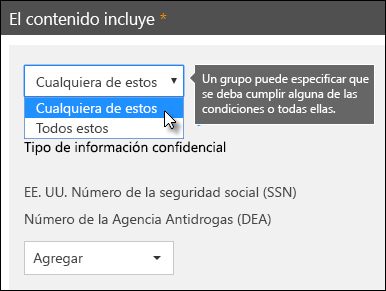 El contenido incluye *
Cualquiera de estos
Un grupo puede especificar que
se deba cumplir alguna de las
condiciones o todas ellas.
Cualquiera de estos
Todos estos
Tipo de información confidencial
EE. UU. Número de la seguridad social (SSN)
Número de la Agencia Antidrogas (DEA)
Agregar